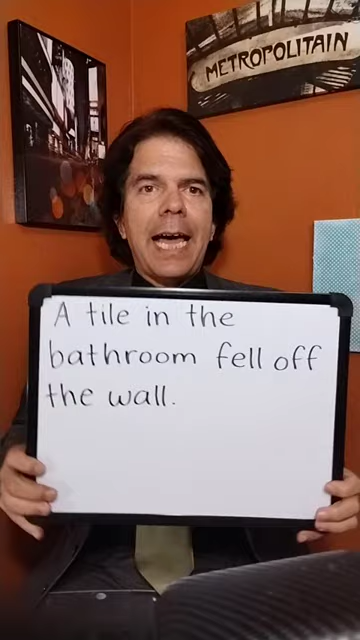 METROPOLITAIN
A tile in the
bathroom fell off
the wall.